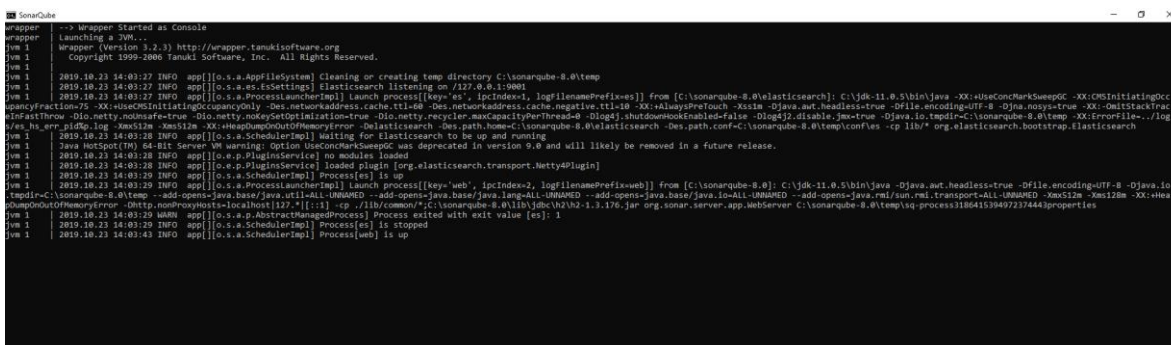 SonarQube
wrapper | --> Wrapper Started as Console
wrapper | Launching a JVM...
jvm 1 | Wrapper (Version 3.2.3) http://wrapper.tanukisoftware.org
jvm 1 | Copyright 1999-2006 Tanuki Software, Inc. All Rights Reserved.
jvm 1 |
jvm 1 | 2019.10.23 14:03:27 INFO app[][o.s.a.AppFileSystem] Cleaning or creating temp directory C:\sonarqube-8.0\temp
jvm 1 | 2019.10.23 14:03:27 INFO app[][o.s.a.es.EsSettings] Elasticsearch listening on /127.0.0.1:9001
jvm 1 | 2019.10.23 14:03:27 INFO app[][o.s.a.ProcessLauncherImpl] Launch process[[key='es', ipcIndex=1, logFilenamePrefix=es]] from [C:\sonarqube-8.0\elasticsearch]: C:\jdk-11.0.5\bin\java -XX:+UseConcMarkSweepGC -XX:CMSInitiatingOcc
upancyFraction=75 -XX:+UseCMSInitiatingOccupancyOnly -Des.networkaddress.cache.ttl=60 -Des.networkaddress.cache.negative.ttl=10 -XX:+AlwaysPreTouch -Xss1m -Djava.awt.headless=true -Dfile.encoding=UTF-8 -Djna.nosys=true -XX:-OmitStackTrac
eInFastThrow -Dio.netty.noUnsafe=true -Dio.netty.noKeySetOptimization=true -Dio.netty.recycler.maxCapacityPerThread=0 -Dlog4j.shutdownHookEnabled=false -Dlog4j2.disable.jmx=true -Djava.io.tmpdir=C:\sonarqube-8.0\temp -XX:ErrorFile=../log
s/es_hs_err_pid%p.log -Xmx512m -Xms512m -XX:+HeapDumpOnOutOfMemoryError -Delasticsearch -Des.path.home=C:\sonarqube-8.0\elasticsearch -Des.path.conf=C:\sonarqube-8.0\temp\conf\es -cp lib/* org.elasticsearch.bootstrap.Elasticsearch
jvm 1 | 2019.10.23 14:03:28 INFO app[][o.s.a.SchedulerImpl] Waiting for Elasticsearch to be up and running
jvm 1 | Java HotSpot(TM) 64-Bit Server VM warning: Option UseConcMarkSweepGC was deprecated in version 9.0 and will likely be removed in a future release.
jvm 1 | 2019.10.23 14:03:28 INFO app[][o.e.p.PluginsService] no modules loaded
jvm 1 | 2019.10.23 14:03:28 INFO app[][o.e.p.PluginsService] loaded plugin [org.elasticsearch.transport.Netty4Plugin]
jvm 1 | 2019.10.23 14:03:29 INFO app[][o.s.a.SchedulerImpl] Process[es] is up
jvm 1 | 2019.10.23 14:03:29 INFO app[][o.s.a.ProcessLauncherImpl] Launch process[[key='web', ipcIndex=2, logFilenamePrefix=web]] from [C:\sonarqube-8.0]: C:\jdk-11.0.5\bin\java -Djava.awt.headless=true -Dfile.encoding=UTF-8 -Djava.io
.tmpdir=C:\sonarqube-8.0\temp --add-opens=java.base/java.util=ALL-UNNAMED --add-opens=java.base/java.lang=ALL-UNNAMED --add-opens=java.base/java.io=ALL-UNNAMED --add-opens=java.rmi/sun.rmi.transport=ALL-UNNAMED -Xmx512m -Xms128m -XX:+Hea
pDumpOnOutOfMemoryError -Dhttp.nonProxyHosts=localhost|127.*|[::1] -cp ./lib/common/*;C:\sonarqube-8.0\lib\jdbc\h2\h2-1.3.176.jar org.sonar.server.app.WebServer C:\sonarqube-8.0\temp\sq-process3186415394972374443properties
jvm 1 | 2019.10.23 14:03:29 WARN app[][o.s.a.p.AbstractManagedProcess] Process exited with exit value [es]: 1
jvm 1 | 2019.10.23 14:03:29 INFO app[][o.s.a.SchedulerImpl] Process[es] is stopped
jvm 1 | 2019.10.23 14:03:43 INFO app[][o.s.a.SchedulerImpl] Process[web] is up